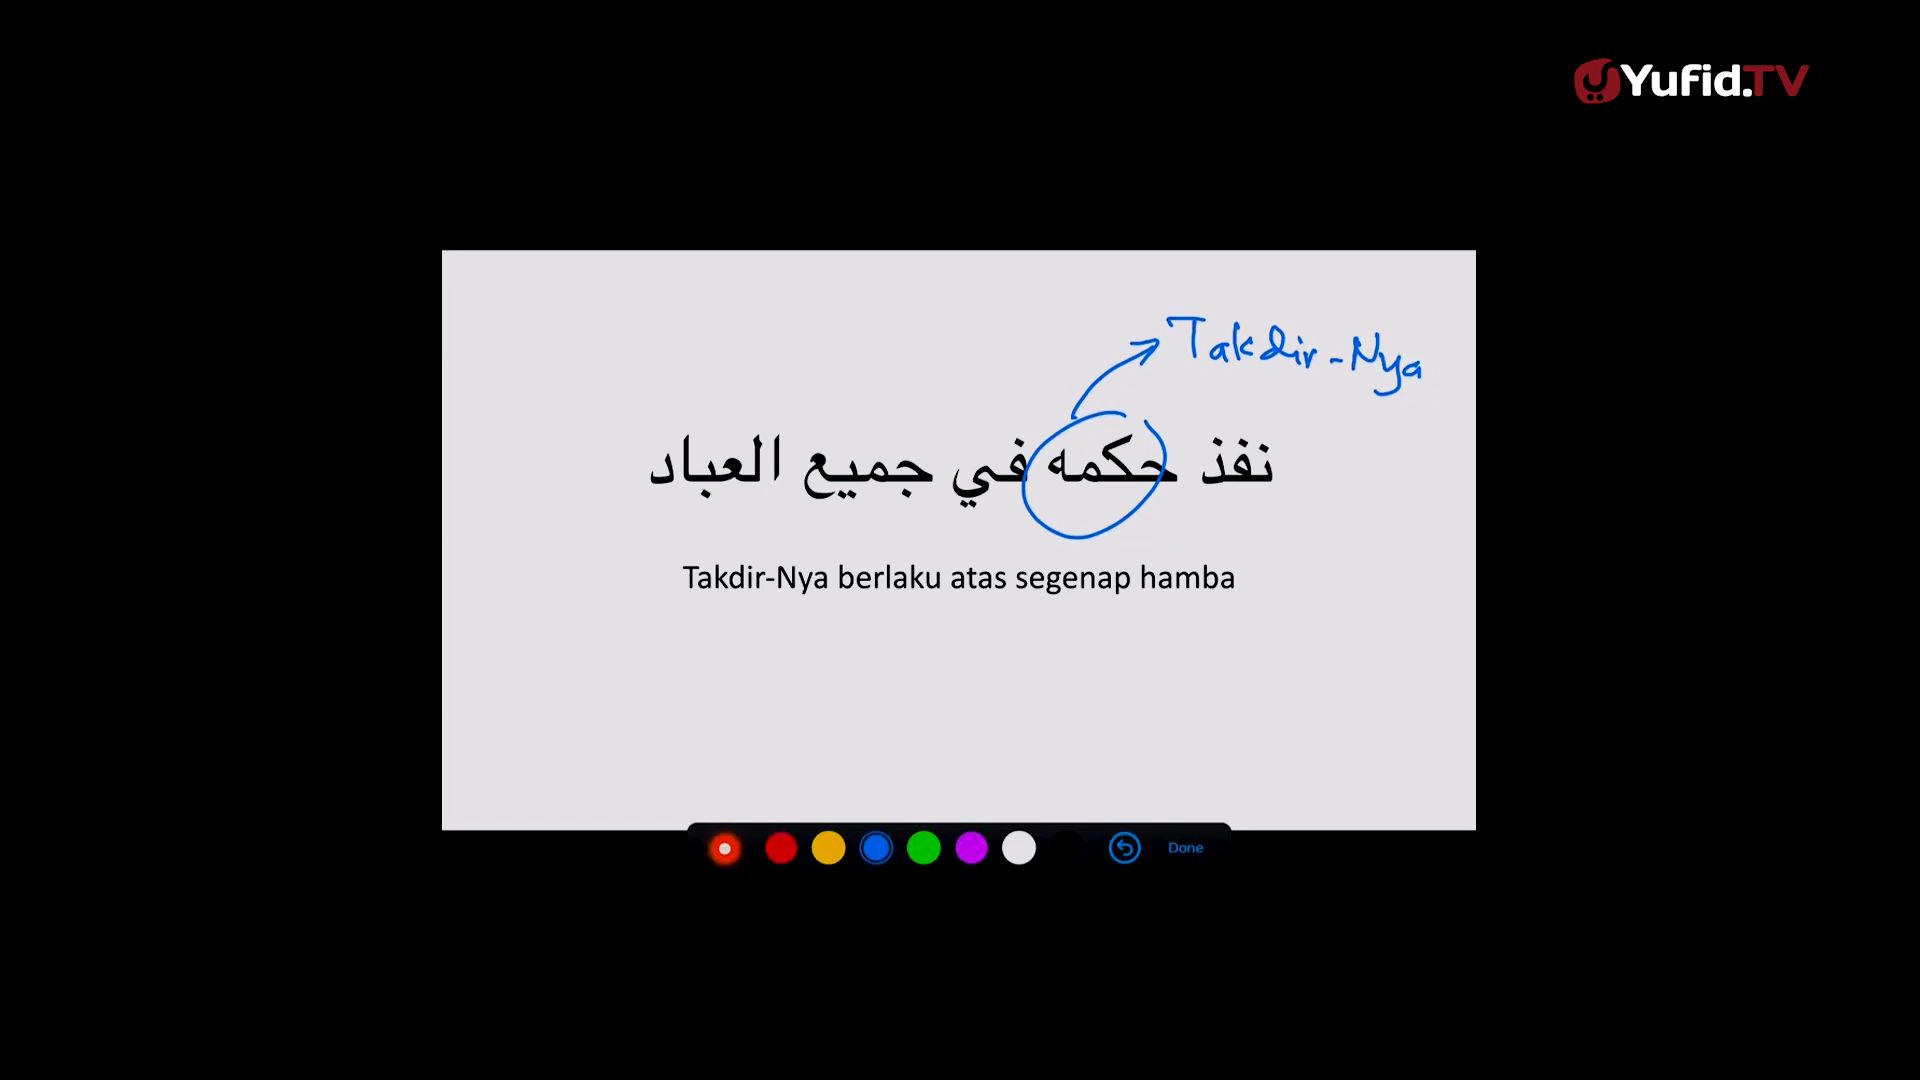 Yufid.TV
Takdir-Nya
نفذ حكمه في جميع العباد
Takdir-Nya berlaku atas segenap hamba
Done